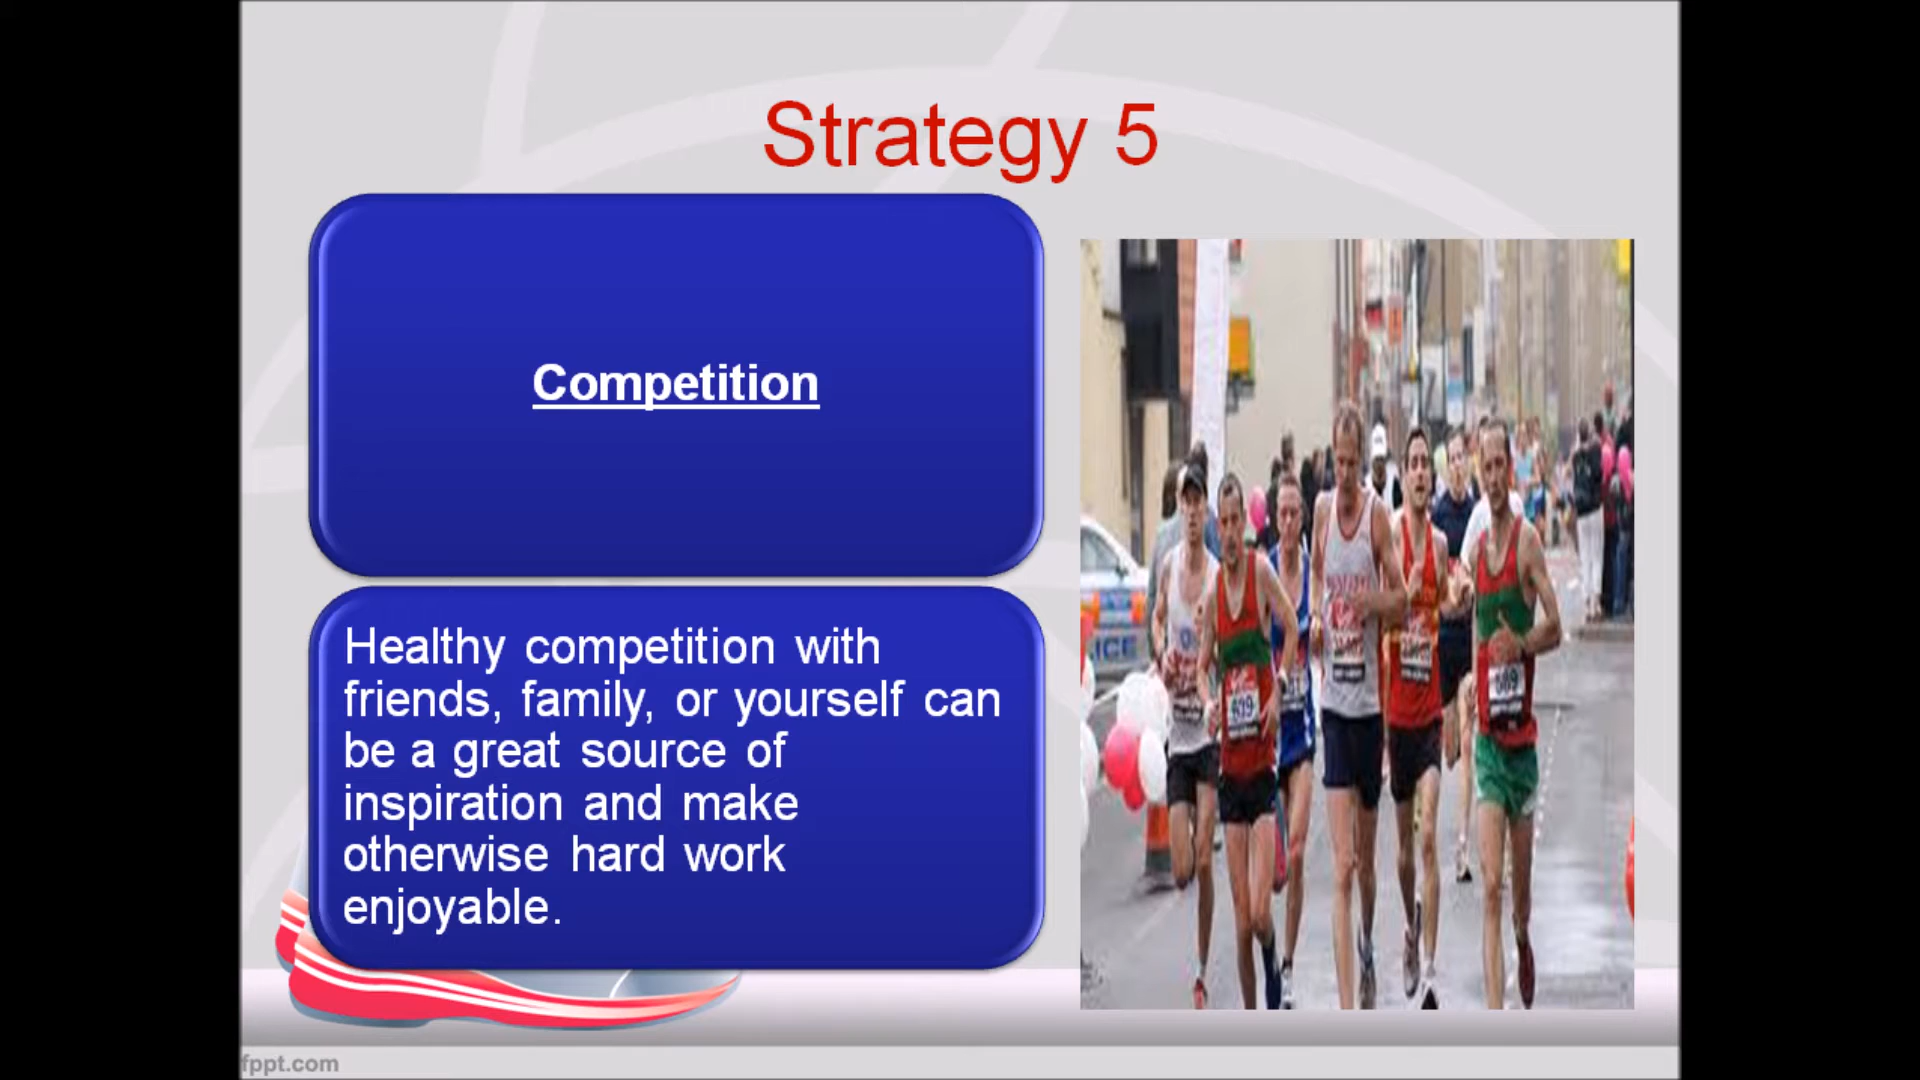 Strategy 5
Competition
Healthy competition with
friends, family, or yourself can
be a great source of
inspiration and make
otherwise hard work
enjoyable.
639
fppt.com